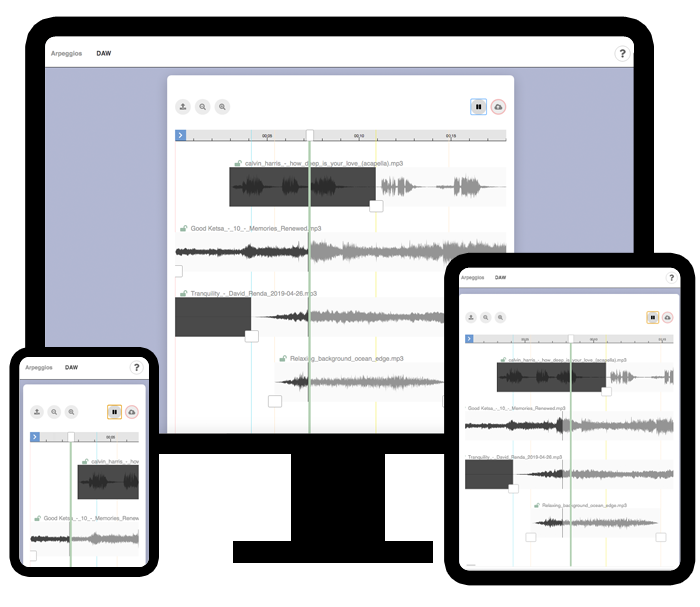 Arpeggios DAW ?
00:05 00:10 00:15
calvin_harris_-_how_deep_is_your_love_(acapella).mp3
Good Ketsa_-_10_-_Memories_Renewed.mp3
Tranquility_-_David_Renda_2019-04-26.mp3
Relaxing_background_ocean_edge.mp3
Arpeggios DAW ?
calvin_harris_-_how_deep_is_your_love_(acapella).mp3
Good Ketsa_-_10_-_Memories_Renewed.mp3
Tranquility_-_David_Renda_2019-04-26.mp3
Relaxing_background_ocean_edge.mp3
Arpeggios DAW ?
00:05
calvin_harris_-_how
Good Ketsa_-_10_-_Memories_Renew